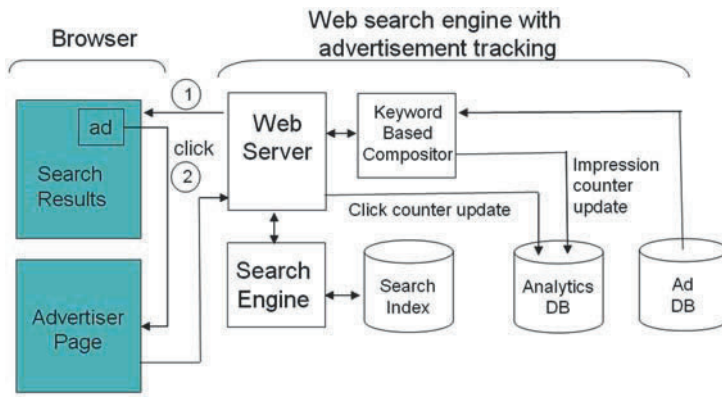 Browser
Web search engine with
advertisement tracking
1
ad
click
2
Search
Results
Advertiser
Page
Web
Server
Keyword
Based
Compositor
Impression
counter
update
Click counter update
Search
Engine
Search
Index
Analytics
DB
Ad
DB